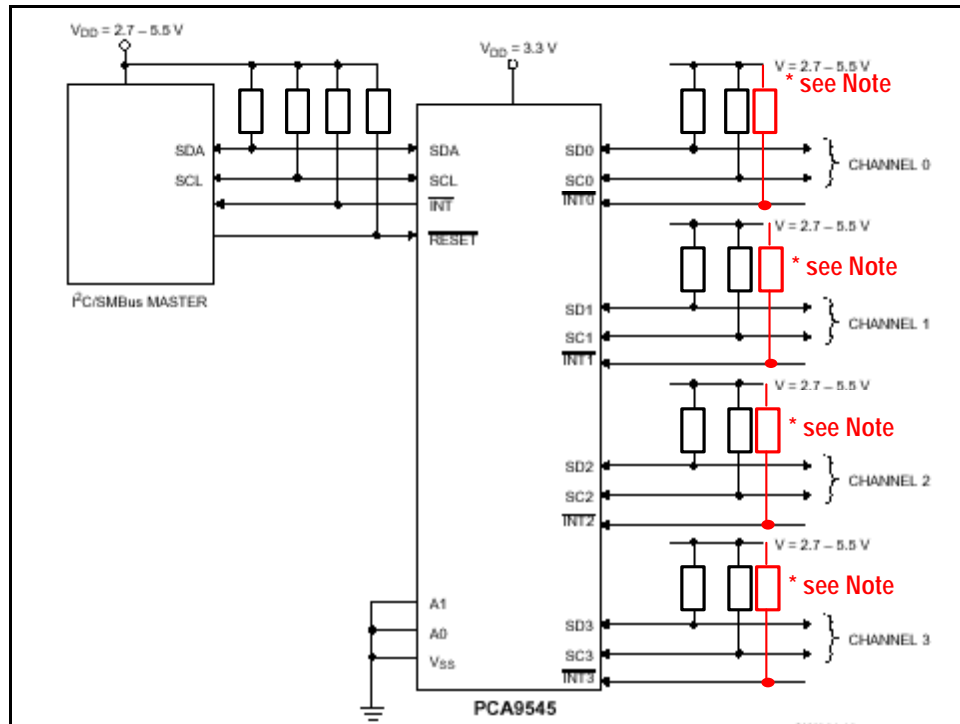 V_DD = 2.7 – 5.5 V
V_DD = 3.3 V
V = 2.7 – 5.5 V
* see Note
SDA
SDA
SD0
CHANNEL 0
SCL
SCL
SC0
INT
INT0
V = 2.7 – 5.5 V
RESET
* see Note
I²C/SMBus MASTER
SD1
CHANNEL 1
SC1
INT1
V = 2.7 – 5.5 V
* see Note
SD2
CHANNEL 2
SC2
INT2
V = 2.7 – 5.5 V
* see Note
A1
SD3
A0
CHANNEL 3
SC3
V_SS
INT3
PCA9545